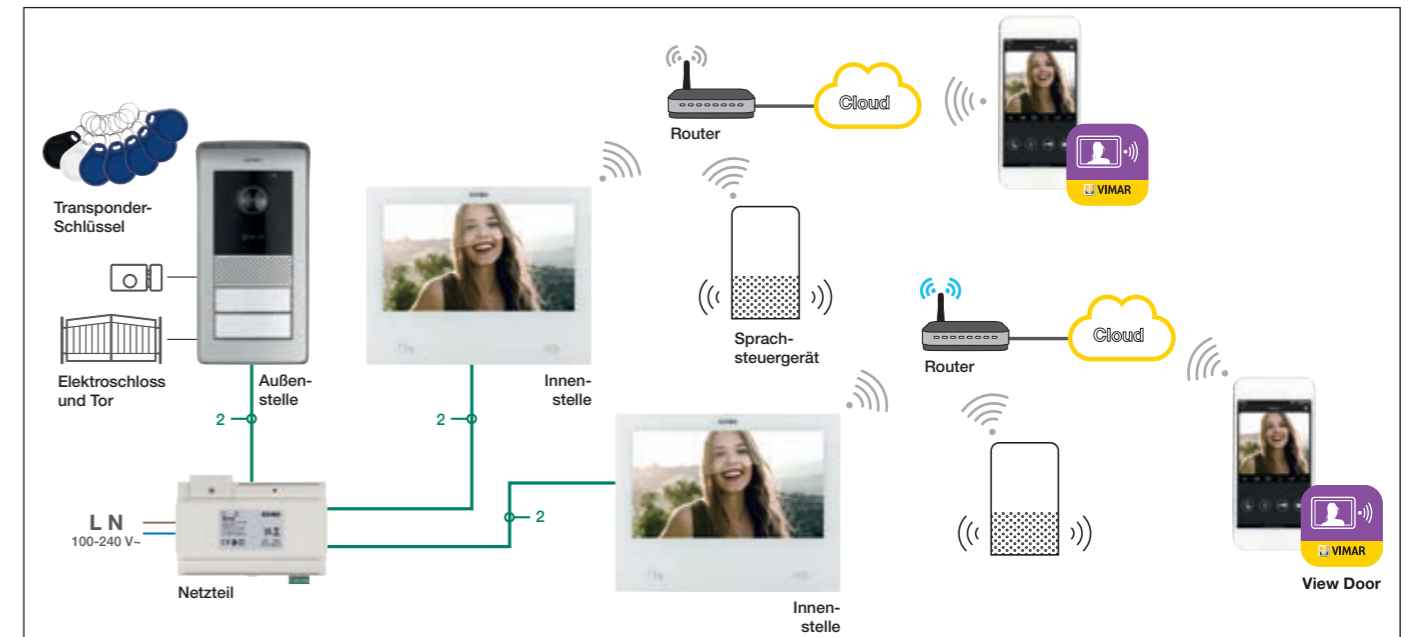 Cloud
Router
VIMAR
Transponder-
Schlüssel
Sprach-
steuergerät
Cloud
Router
Elektroschloss
und Tor
Außen-
stelle
Innen-
stelle
2
2
2
L N
100-240 V~
Netzteil
Innen-
stelle
VIMAR
View Door